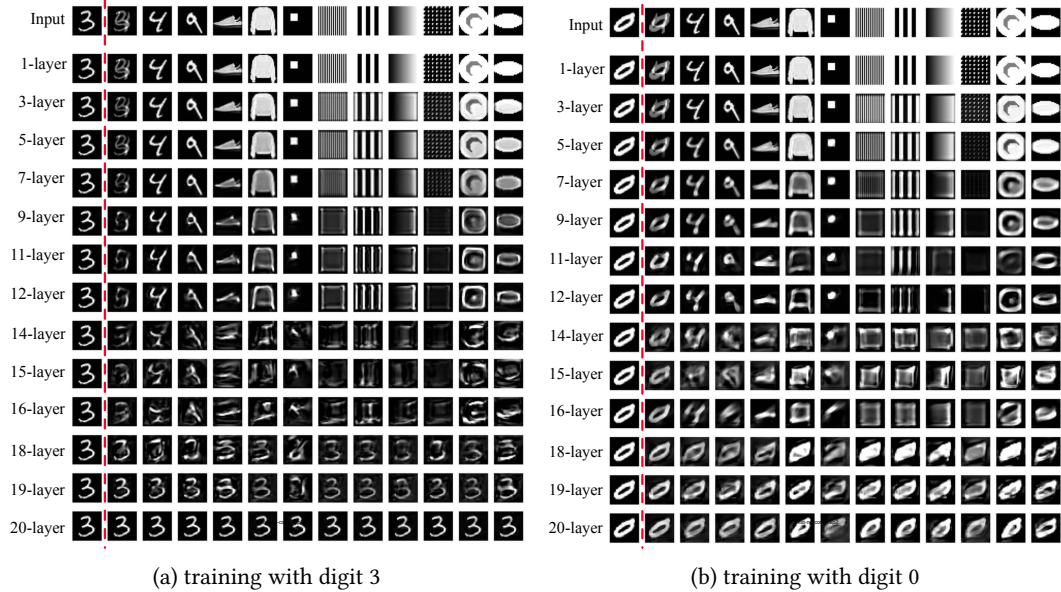 Input
1-layer
3-layer
5-layer
7-layer
9-layer
11-layer
12-layer
14-layer
15-layer
16-layer
18-layer
19-layer
20-layer
(a) training with digit 3
Input
1-layer
3-layer
5-layer
7-layer
9-layer
11-layer
12-layer
14-layer
15-layer
16-layer
18-layer
19-layer
20-layer
(b) training with digit 0